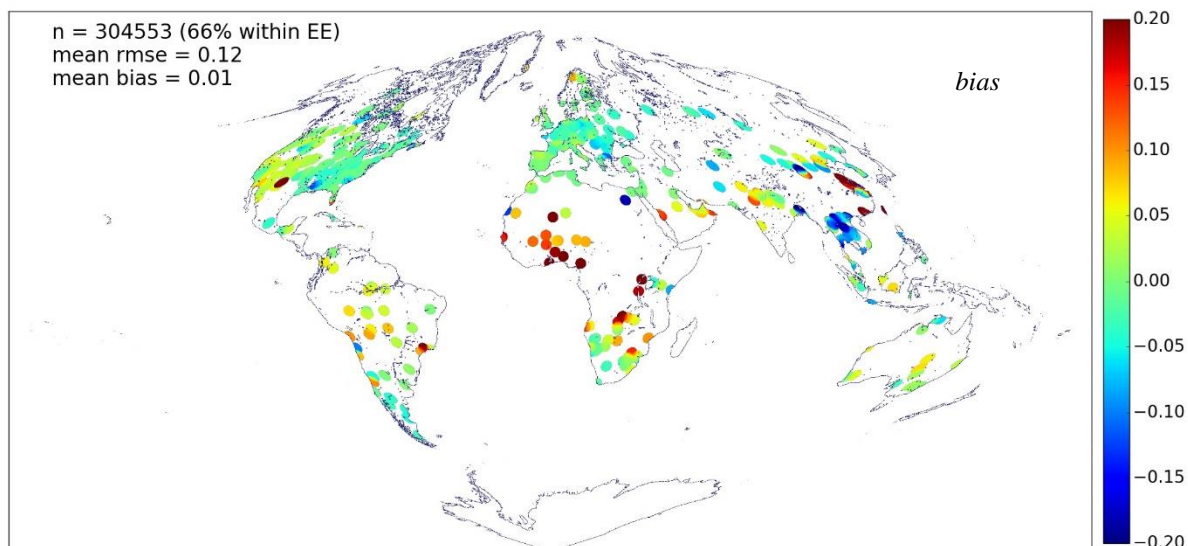 n = 304553 (66% within EE)
mean rmse = 0.12
mean bias = 0.01
bias
0.20
0.15
0.10
0.05
0.00
−0.05
−0.10
−0.15
−0.20